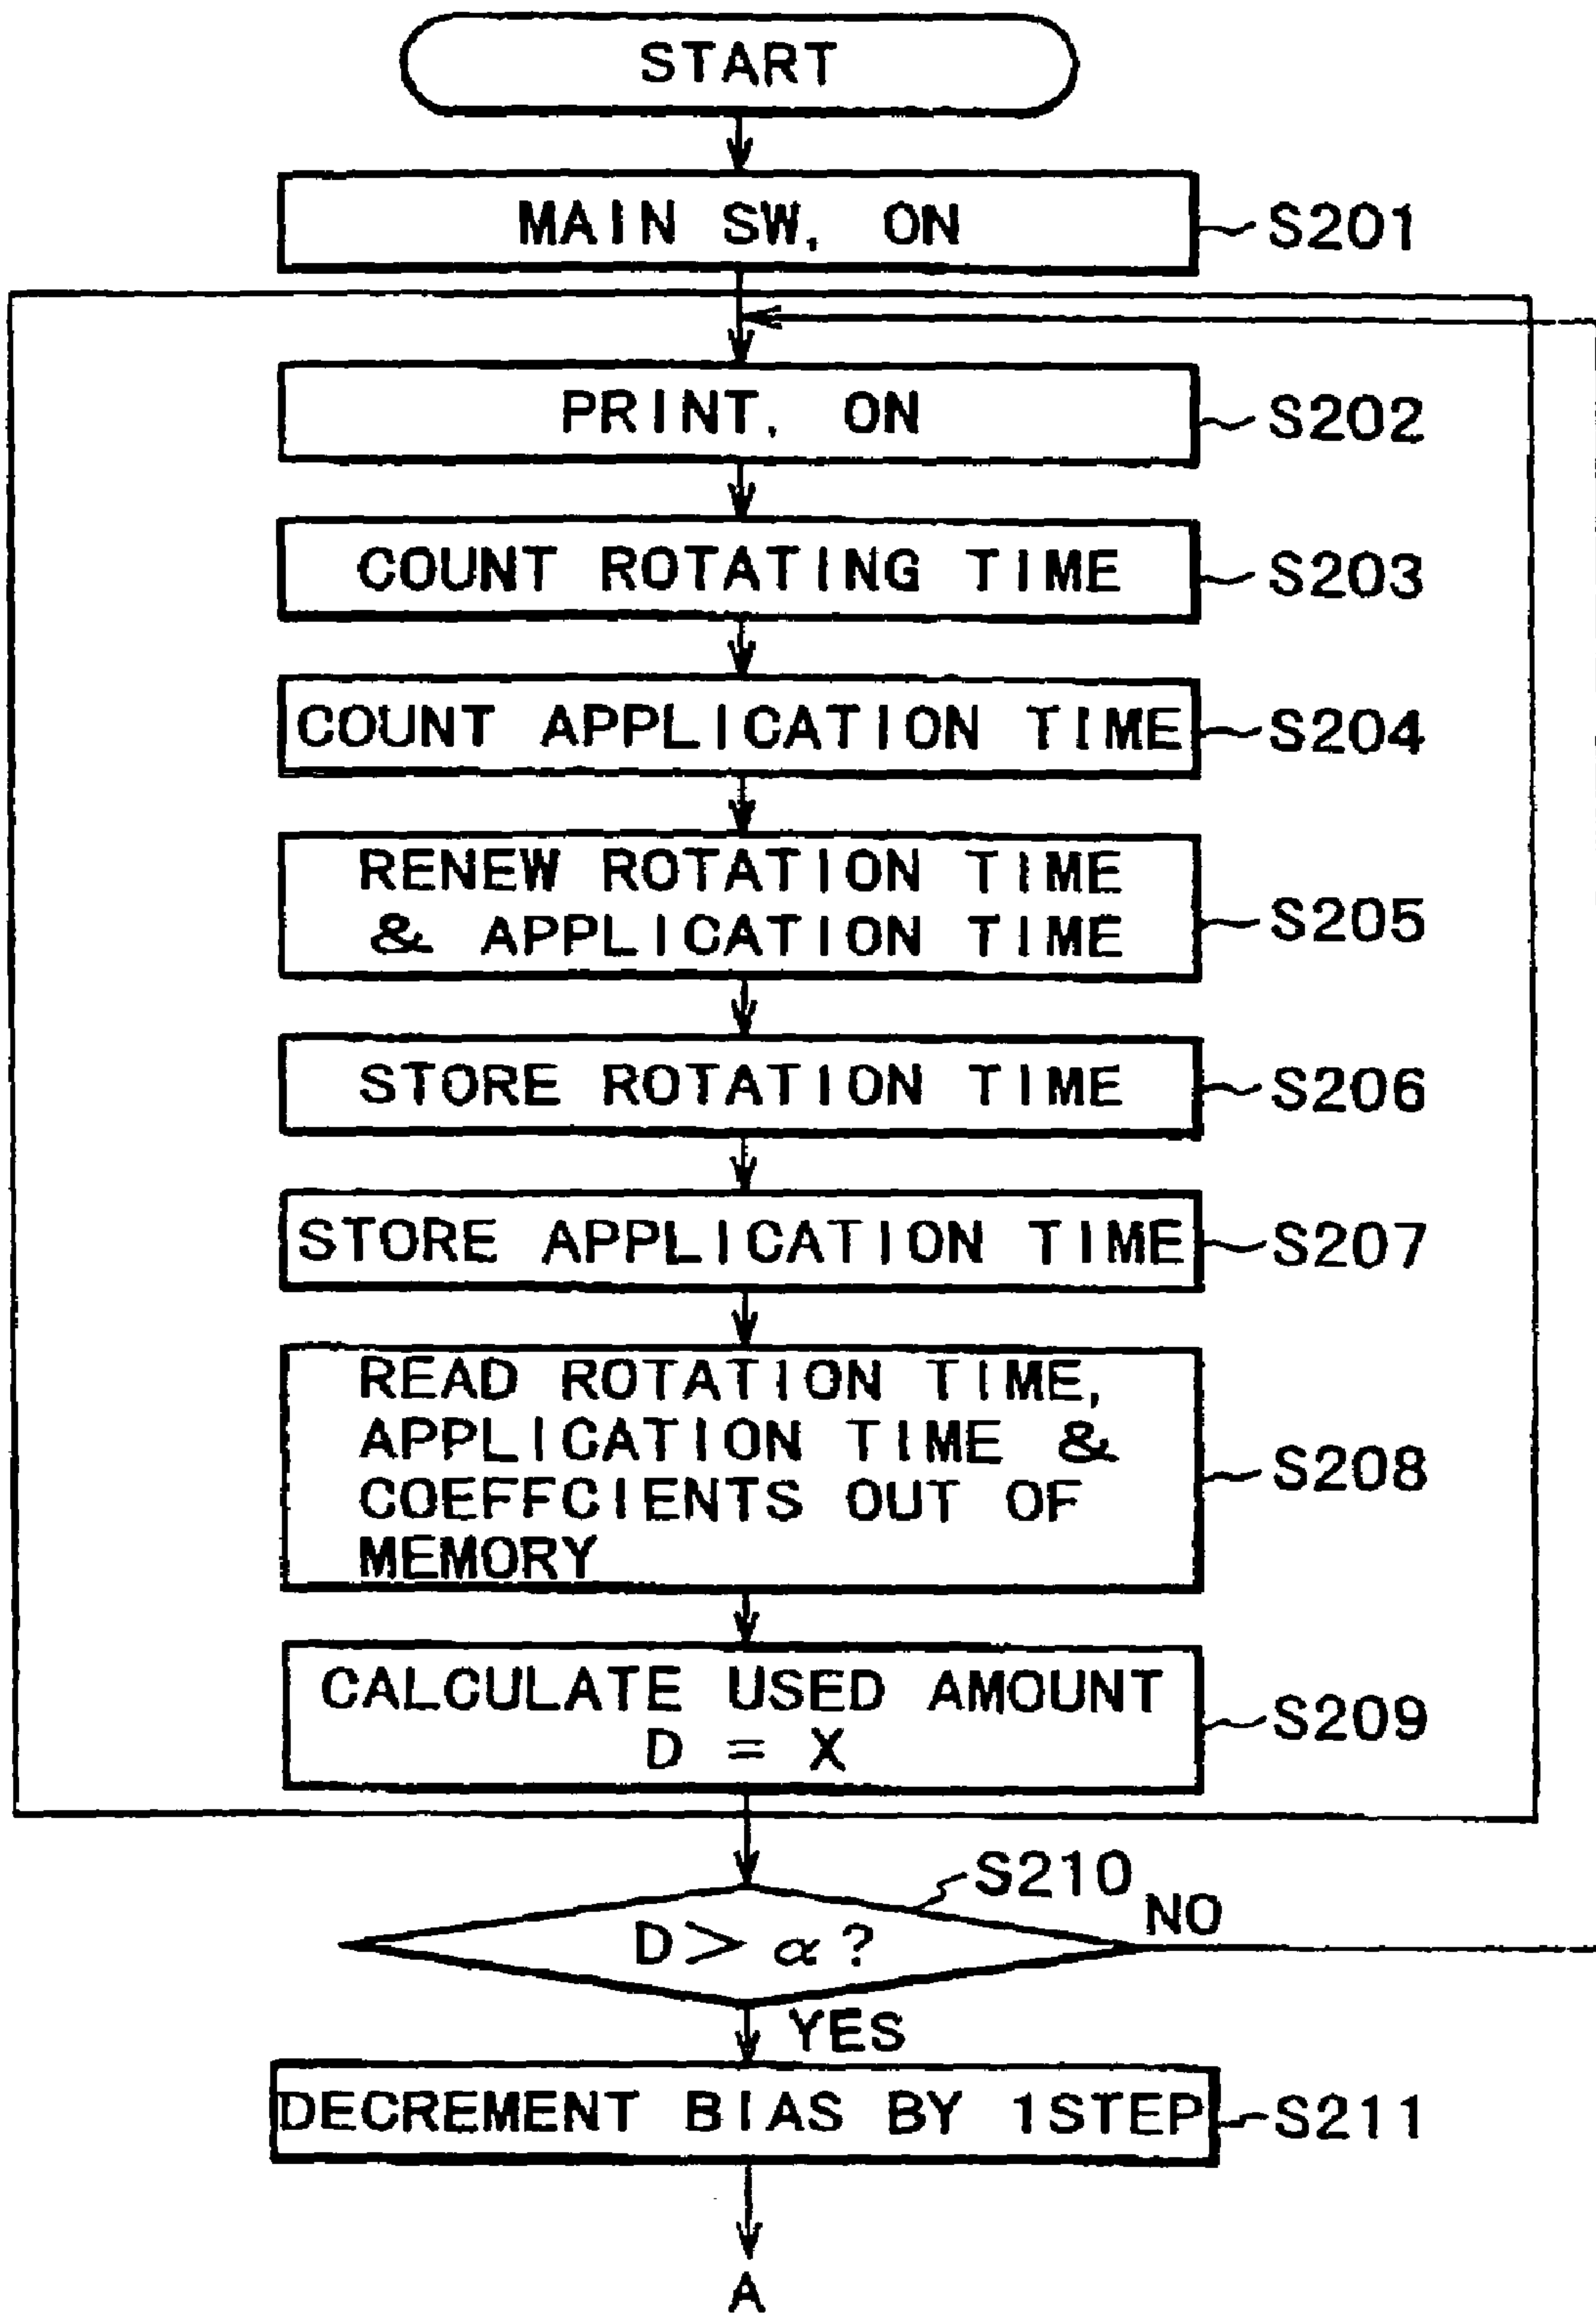 START
MAIN SW, ON
S201
PRINT, ON
S202
COUNT ROTATING TIME
S203
COUNT APPLICATION TIME
S204
RENEW ROTATION TIME
& APPLICATION TIME
S205
STORE ROTATION TIME
S206
STORE APPLICATION TIME
S207
READ ROTATION TIME,
APPLICATION TIME &
COEFFCIENTS OUT OF
MEMORY
S208
CALCULATE USED AMOUNT
D = X
S209
S210
NO
D > α ?
YES
DECREMENT BIAS BY 1STEP
S211
A